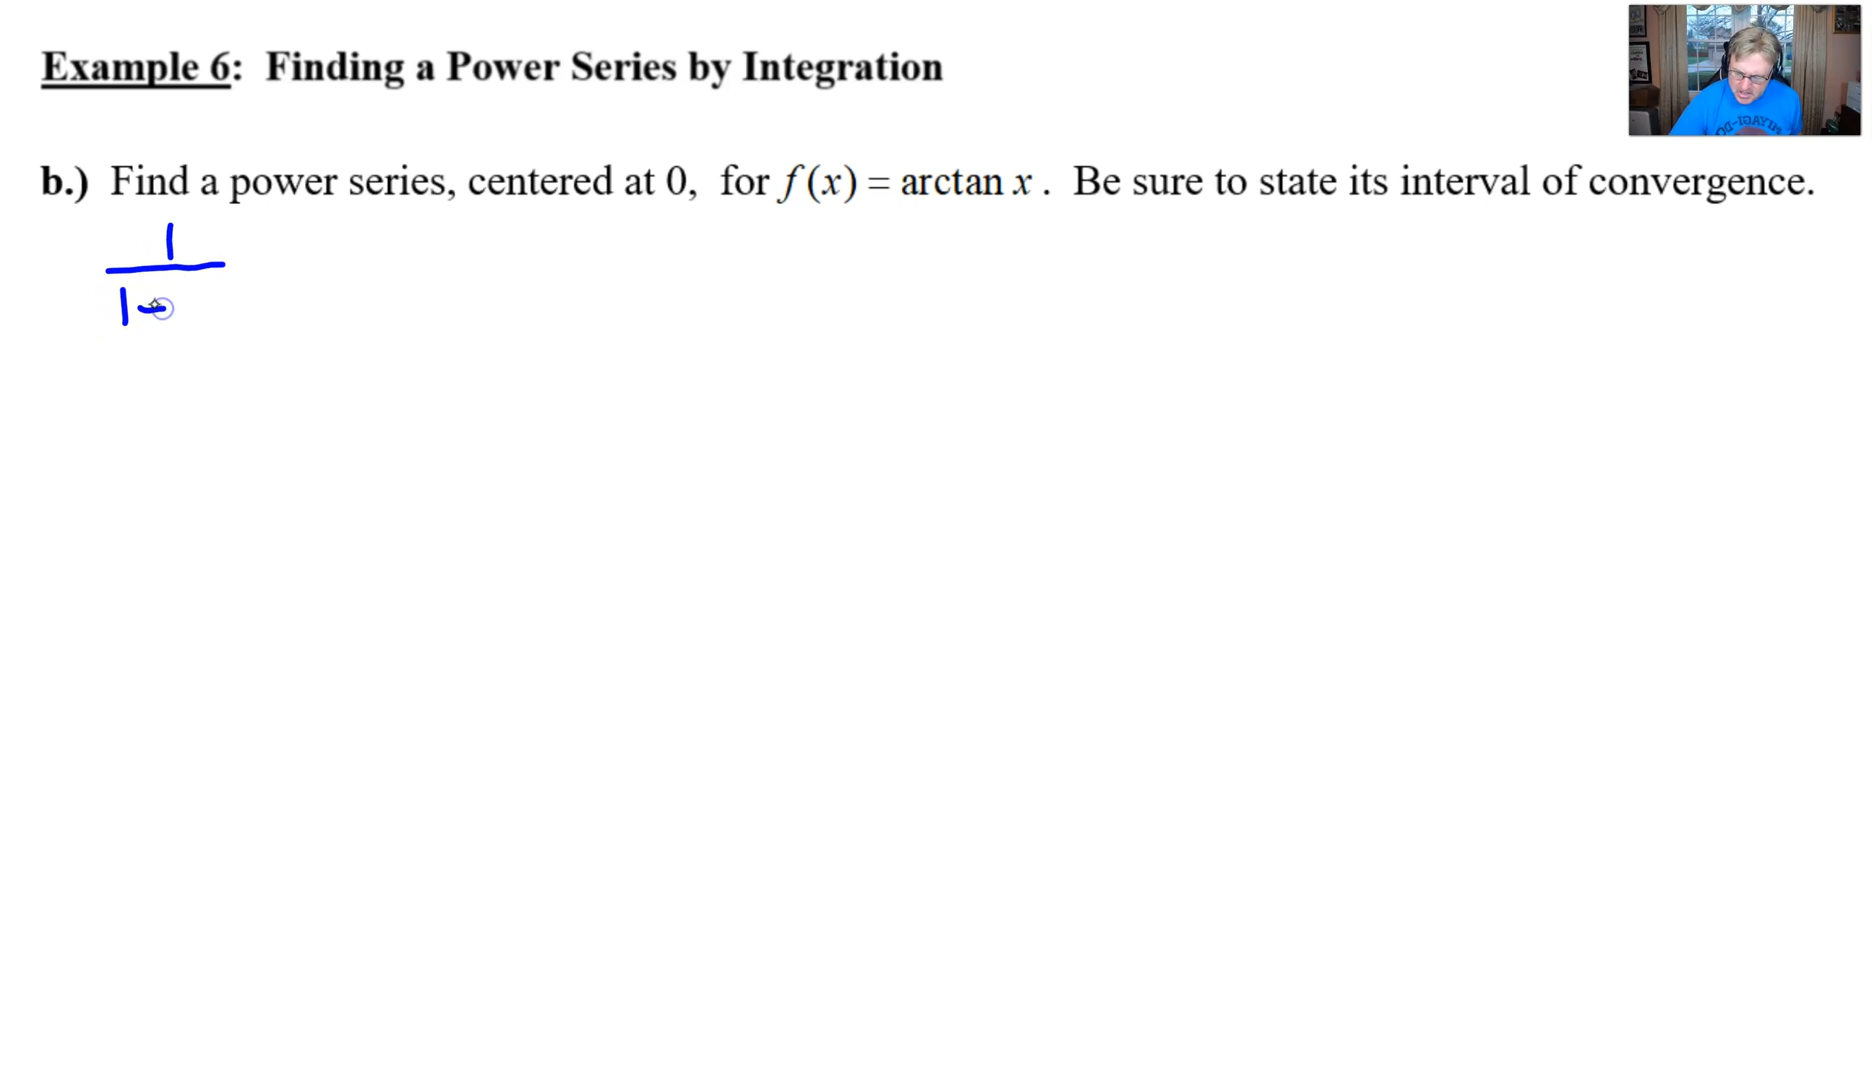 Example 6: Finding a Power Series by Integration
b.) Find a power series, centered at 0, for f(x) = arctan x. Be sure to state its interval of convergence.
1
1-